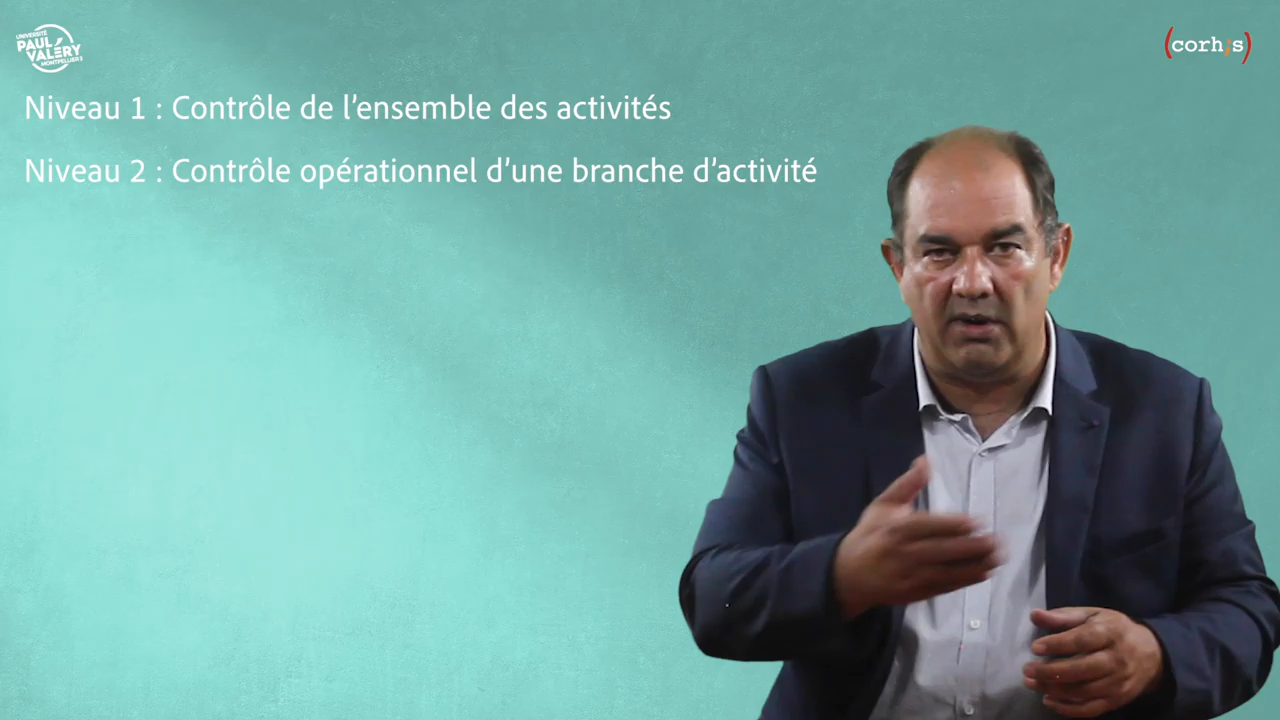 UNIVERSITÉ
PAUL
VALÉRY
MONTPELLIER 3
(corh;s)
Niveau 1 : Contrôle de l'ensemble des activités
Niveau 2 : Contrôle opérationnel d'une branche d'activité